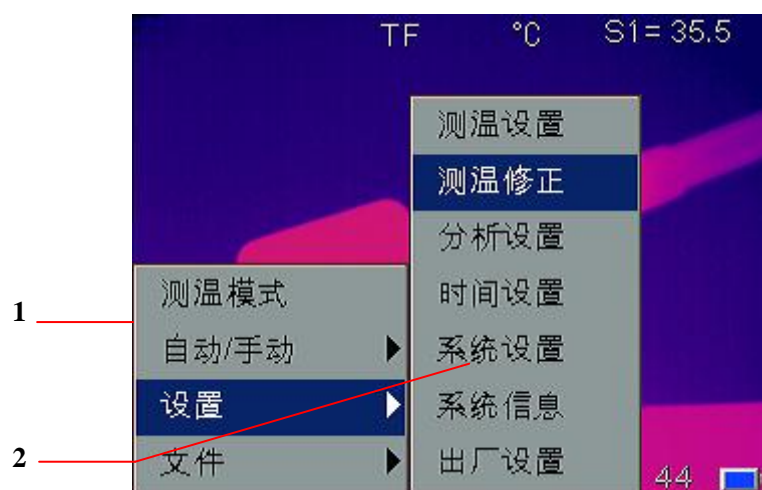 TF °C S1= 35.5
测温设置
测温修正
分析设置
时间设置
系统设置
系统信息
出厂设置
测温模式
自动/手动
设置
文件
44
1
2